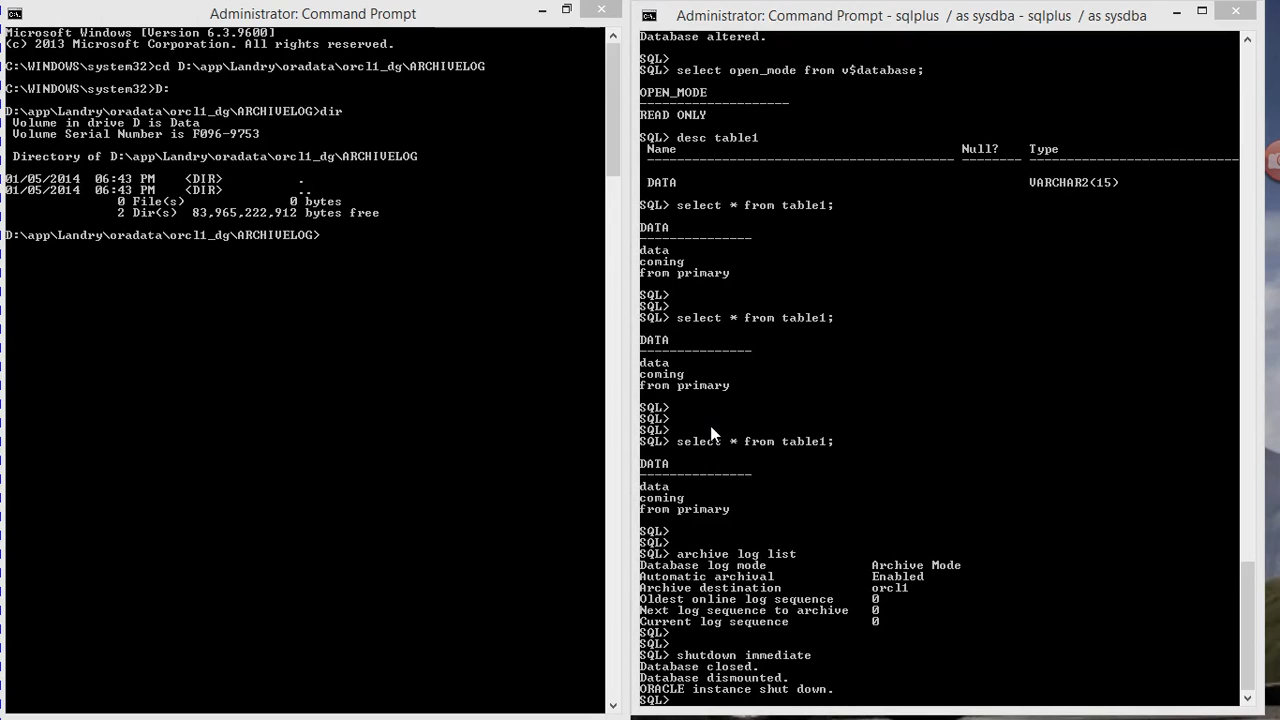 Administrator: Command Prompt
Microsoft Windows [Version 6.3.9600]
(c) 2013 Microsoft Corporation. All rights reserved.
C:\WINDOWS\system32>cd D:\app\Landry\oradata\orcl1_dg\ARCHIVELOG
C:\WINDOWS\system32>D:
D:\app\Landry\oradata\orcl1_dg\ARCHIVELOG>dir
Volume in drive D is Data
Volume Serial Number is F096-9753
Directory of D:\app\Landry\oradata\orcl1_dg\ARCHIVELOG
01/05/2014  06:43 PM    <DIR>          .
01/05/2014  06:43 PM    <DIR>          ..
0 File(s)              0 bytes
2 Dir(s)  83,965,222,912 bytes free
D:\app\Landry\oradata\orcl1_dg\ARCHIVELOG>
Administrator: Command Prompt - sqlplus  / as sysdba - sqlplus  / as sysdba
Database altered.
SQL>
SQL> select open_mode from v$database;
OPEN_MODE
--------------------
READ ONLY
SQL> desc table1
Name                                      Null?    Type
----------------------------------------- -------- ----------------------------
DATA                                               VARCHAR2(15)
SQL> select * from table1;
DATA
---------------
data
coming
from primary
SQL>
SQL>
SQL> select * from table1;
DATA
---------------
data
coming
from primary
SQL>
SQL>
SQL>
SQL> select * from table1;
DATA
---------------
data
coming
from primary
SQL>
SQL>
SQL> archive log list
Database log mode              Archive Mode
Automatic archival             Enabled
Archive destination            orcl1
Oldest online log sequence     0
Next log sequence to archive   0
Current log sequence           0
SQL>
SQL>
SQL> shutdown immediate
Database closed.
Database dismounted.
ORACLE instance shut down.
SQL>